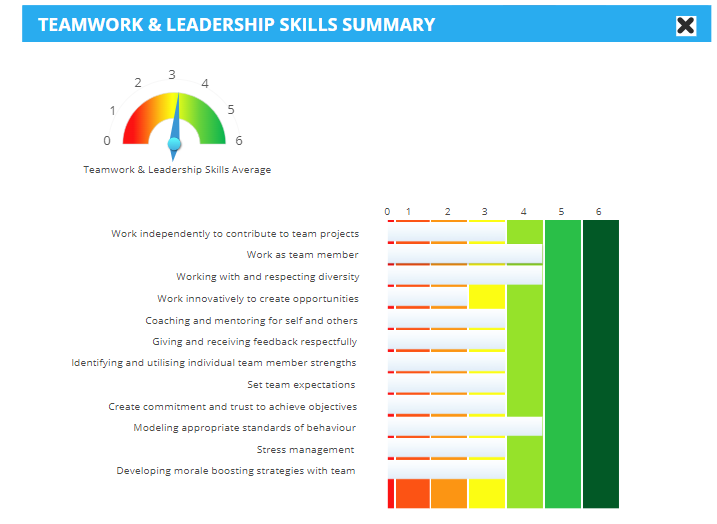 TEAMWORK & LEADERSHIP SKILLS SUMMARY
0 1 2 3 4 5 6
Teamwork & Leadership Skills Average
0 1 2 3 4 5 6
Work independently to contribute to team projects
Work as team member
Working with and respecting diversity
Work innovatively to create opportunities
Coaching and mentoring for self and others
Giving and receiving feedback respectfully
Identifying and utilising individual team member strengths
Set team expectations
Create commitment and trust to achieve objectives
Modeling appropriate standards of behaviour
Stress management
Developing morale boosting strategies with team